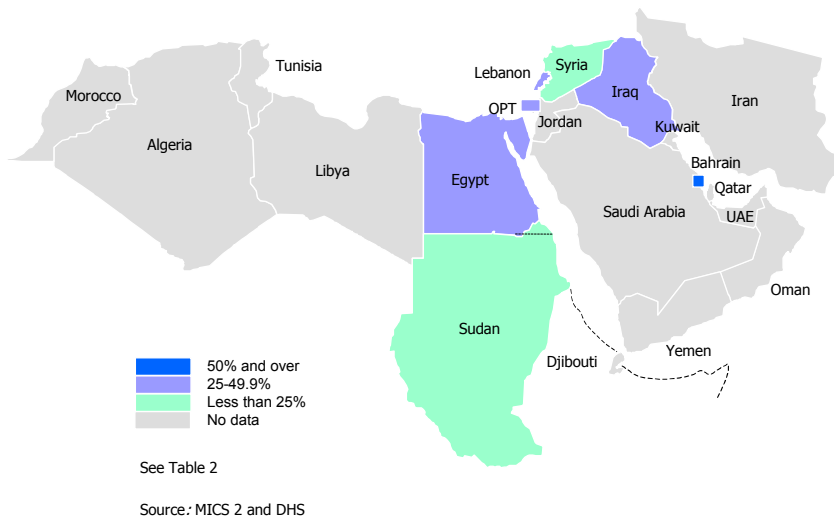 Tunisia
Lebanon
Syria
Morocco
Iraq
Iran
OPT
Jordan
Kuwait
Algeria
Libya
Egypt
Bahrain
Qatar
Saudi Arabia
UAE
Oman
Sudan
Djibouti
Yemen
50% and over
25-49.9%
Less than 25%
No data
See Table 2
Source: MICS 2 and DHS